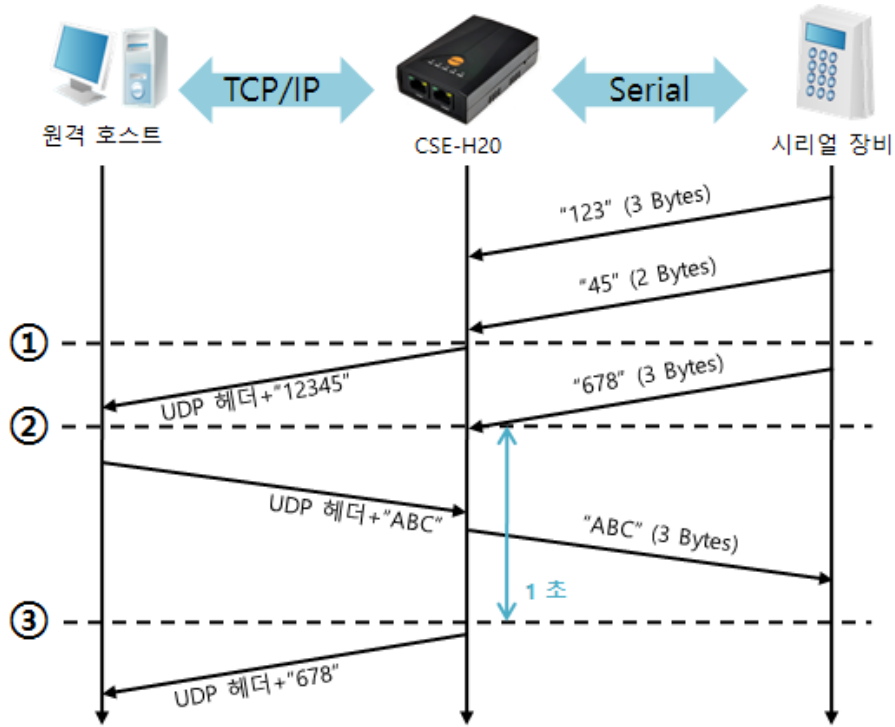 TCP/IP
Serial
원격 호스트
CSE-H20
시리얼 장비
“123” (3 Bytes)
“45” (2 Bytes)
①
UDP 헤더+“12345”
“678” (3 Bytes)
②
UDP 헤더+“ABC”
“ABC” (3 Bytes)
1 초
③
UDP 헤더+“678”